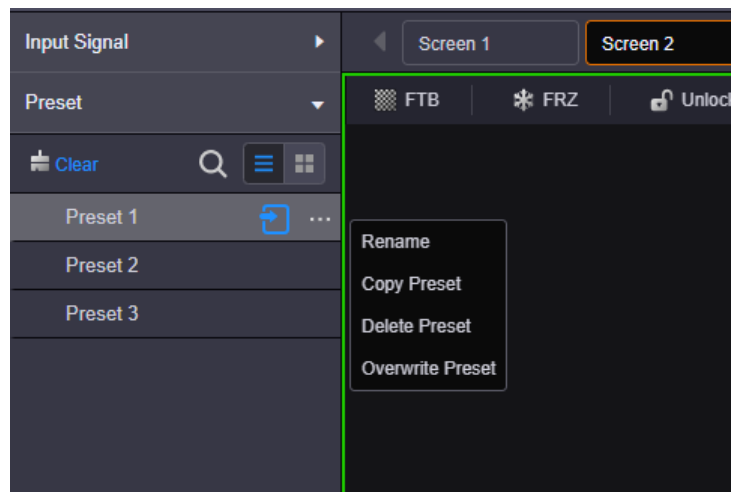 Input Signal
Screen 1
Screen 2
Preset
FTB
FRZ
Unlock
Clear
Preset 1
Preset 2
Preset 3
Rename
Copy Preset
Delete Preset
Overwrite Preset